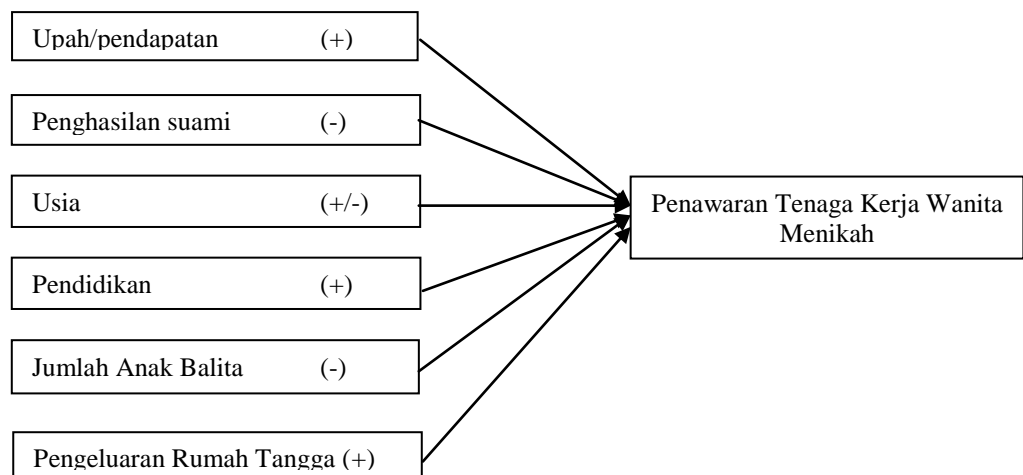 Upah/pendapatan (+)
Penghasilan suami (-)
Usia (+/-)
Pendidikan (+)
Jumlah Anak Balita (-)
Pengeluaran Rumah Tangga (+)
Penawaran Tenaga Kerja Wanita
Menikah